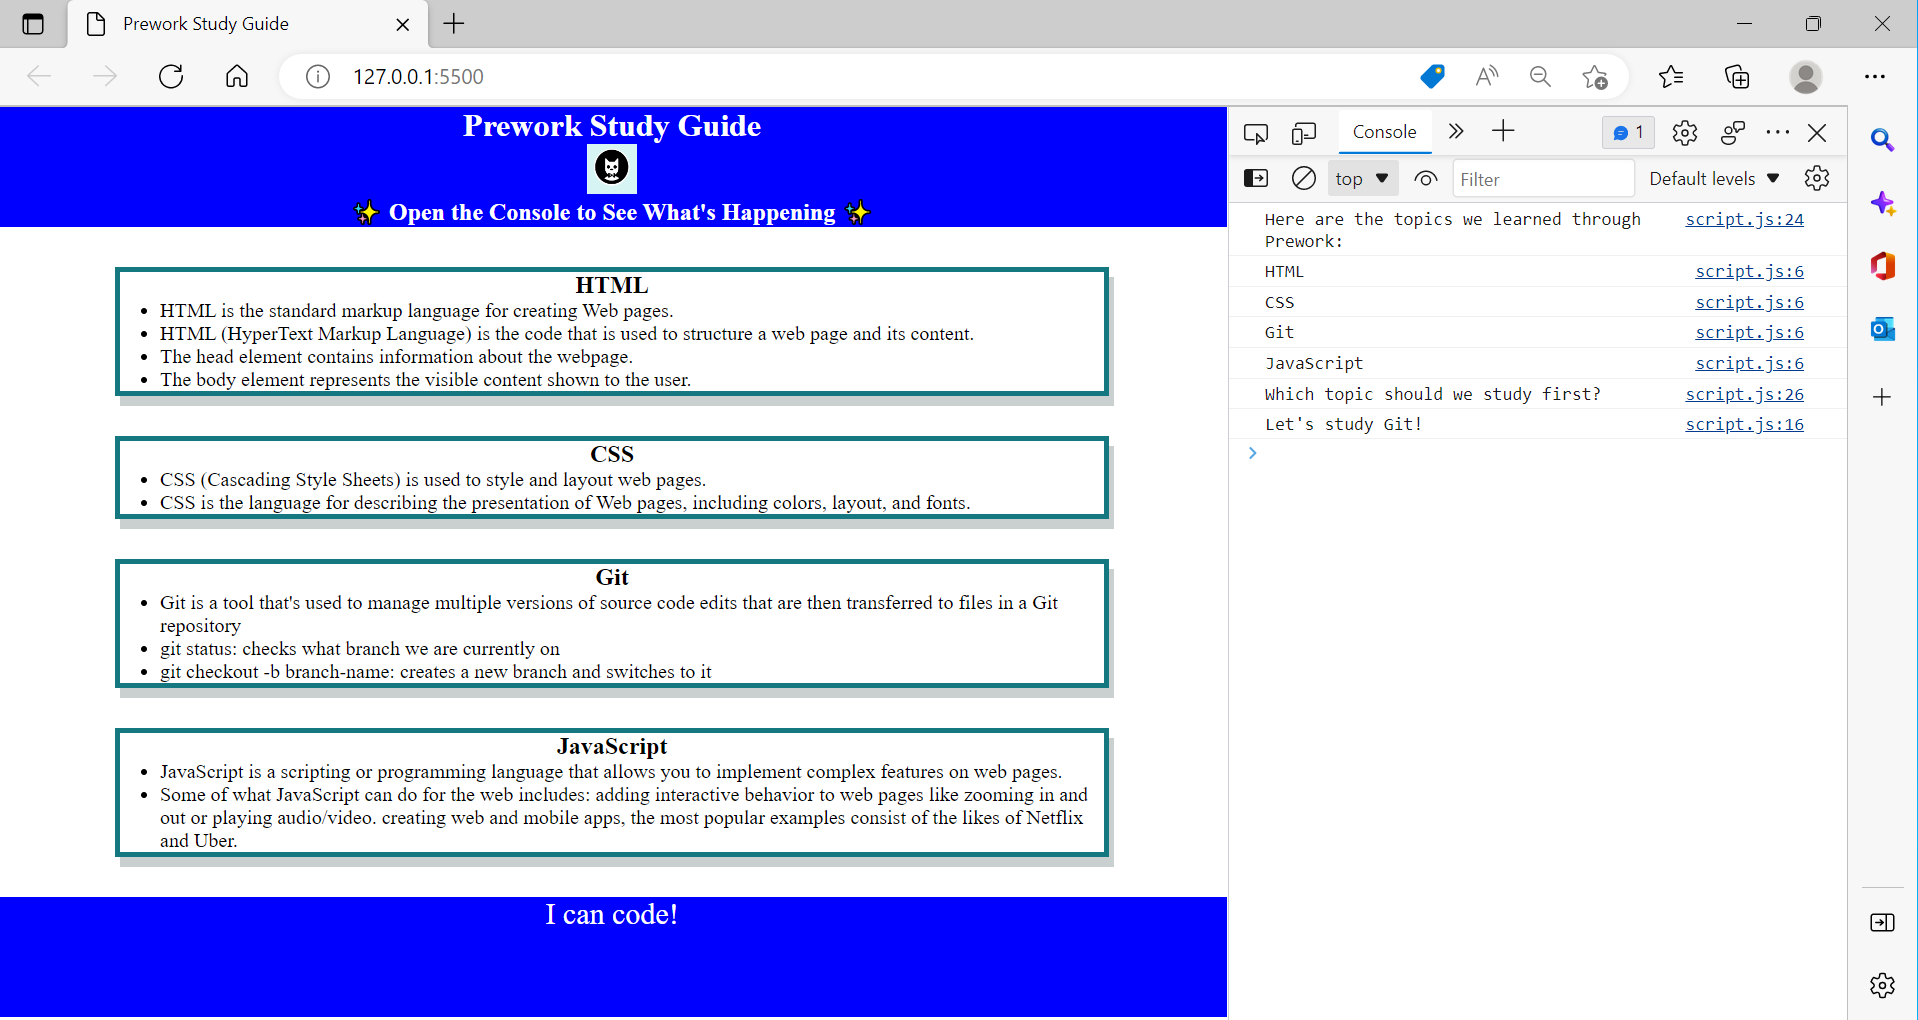 Prework Study Guide
127.0.0.1:5500
Prework Study Guide
✨ Open the Console to See What's Happening ✨
HTML
• HTML is the standard markup language for creating Web pages.
• HTML (HyperText Markup Language) is the code that is used to structure a web page and its content.
• The head element contains information about the webpage.
• The body element represents the visible content shown to the user.
CSS
• CSS (Cascading Style Sheets) is used to style and layout web pages.
• CSS is the language for describing the presentation of Web pages, including colors, layout, and fonts.
Git
• Git is a tool that's used to manage multiple versions of source code edits that are then transferred to files in a Git
repository
• git status: checks what branch we are currently on
• git checkout -b branch-name: creates a new branch and switches to it
JavaScript
• JavaScript is a scripting or programming language that allows you to implement complex features on web pages.
• Some of what JavaScript can do for the web includes: adding interactive behavior to web pages like zooming in and
out or playing audio/video. creating web and mobile apps, the most popular examples consist of the likes of Netflix
and Uber.
I can code!
Console 1
top Filter Default levels
Here are the topics we learned through script.js:24
Prework:
HTML script.js:6
CSS script.js:6
Git script.js:6
JavaScript script.js:6
Which topic should we study first? script.js:26
Let's study Git! script.js:16